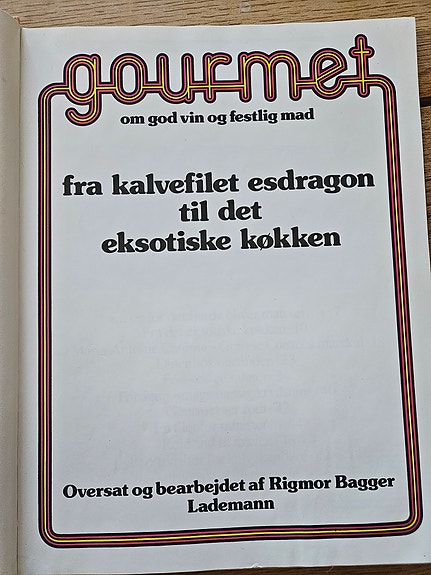 gourmet
om god vin og festlig mad
fra kalvefilet esdragon
til det
eksotiske køkken
Oversat og bearbejdet af Rigmor Bagger
Lademann